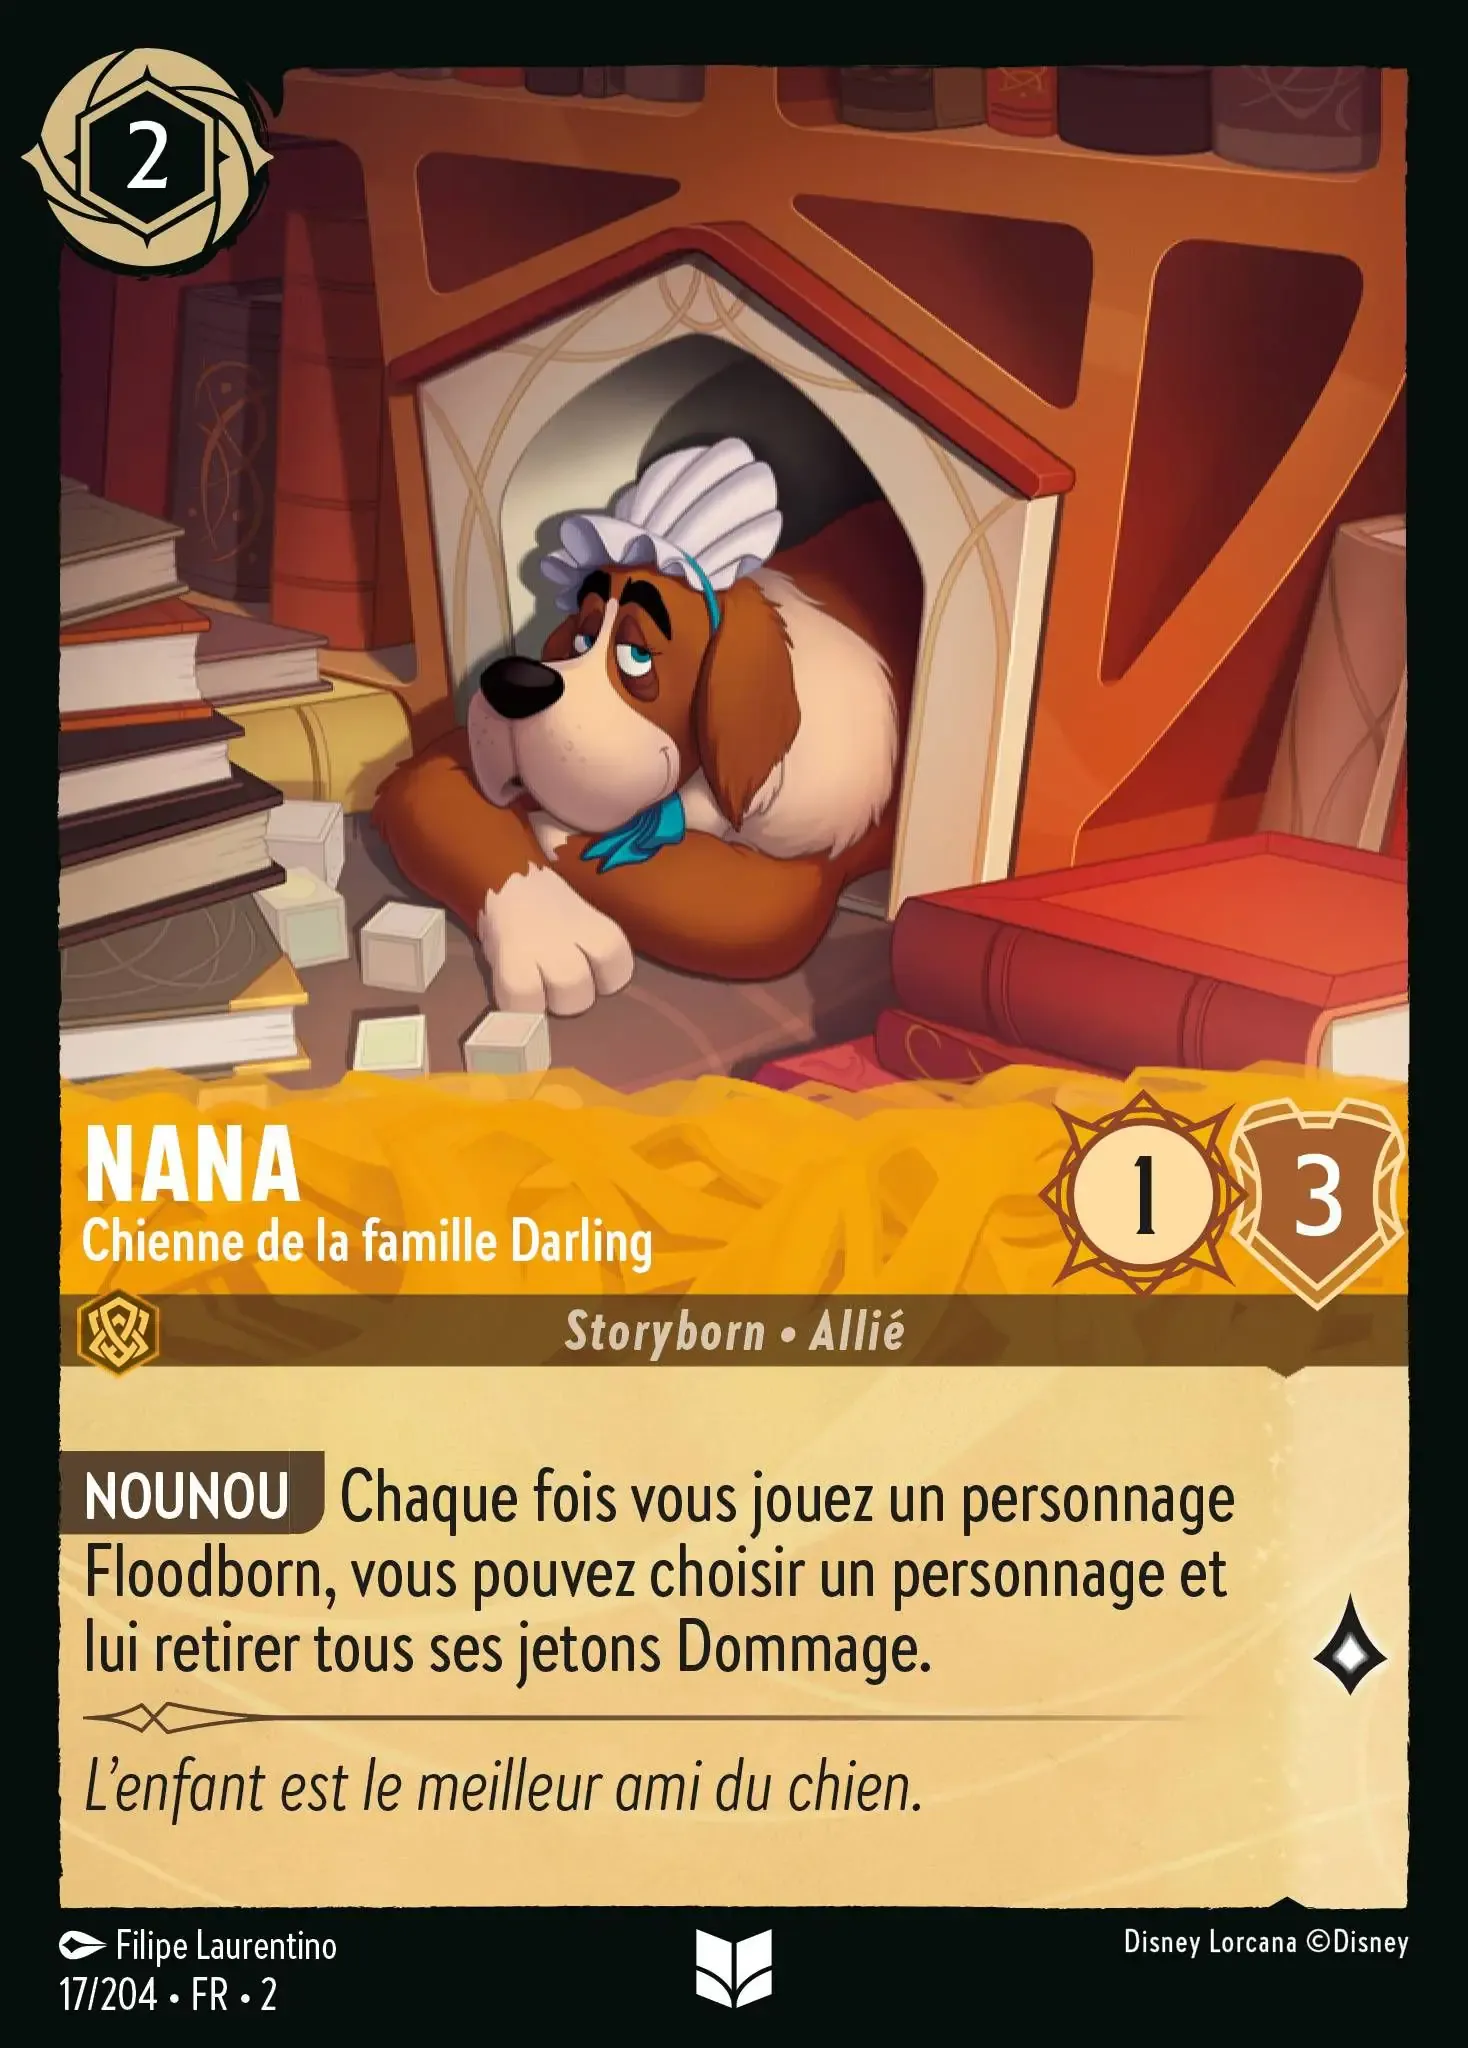 2
NANA
Chienne de la famille Darling
1
3
Storyborn • Allié
NOUNOU Chaque fois vous jouez un personnage
Floodborn, vous pouvez choisir un personnage et
lui retirer tous ses jetons Dommage.
L'enfant est le meilleur ami du chien.
Filipe Laurentino
17/204 • FR • 2
Disney Lorcana ©Disney